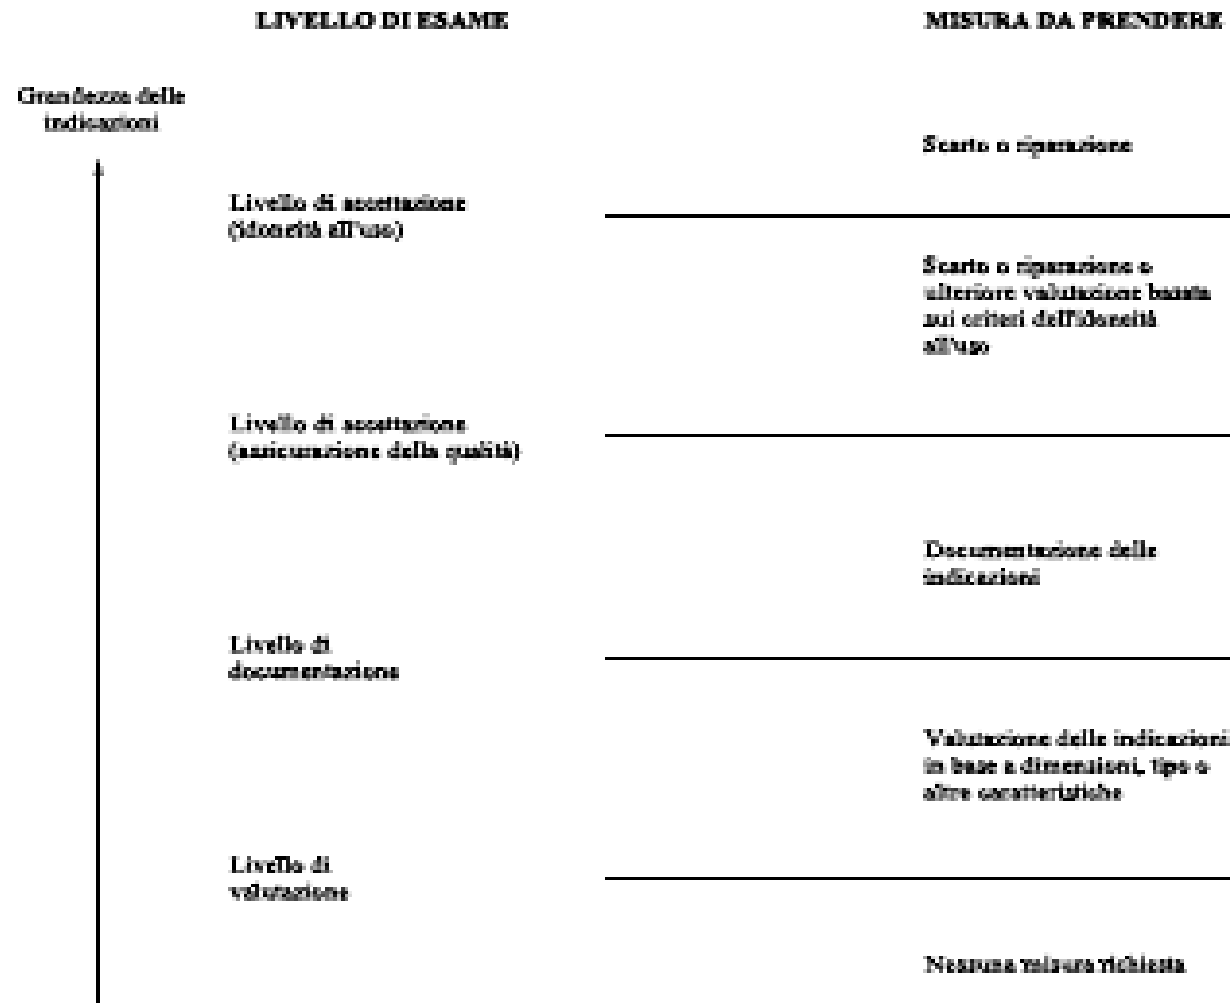 LIVELLO DI ESAME
MISURA DA PRENDERE
Grandezza delle
indicazioni
Scarto o riparazione
Livello di accettazione
(idoneità all'uso)
Scarto o riparazione o
ulteriore valutazione basata
sui criteri dell'idoneità
all'uso
Livello di accettazione
(assicurazione della qualità)
Documentazione delle
indicazioni
Livello di
documentazione
Valutazione delle indicazioni
in base a dimensioni, tipo o
altre caratteristiche
Livello di
valutazione
Nessuna misura richiesta